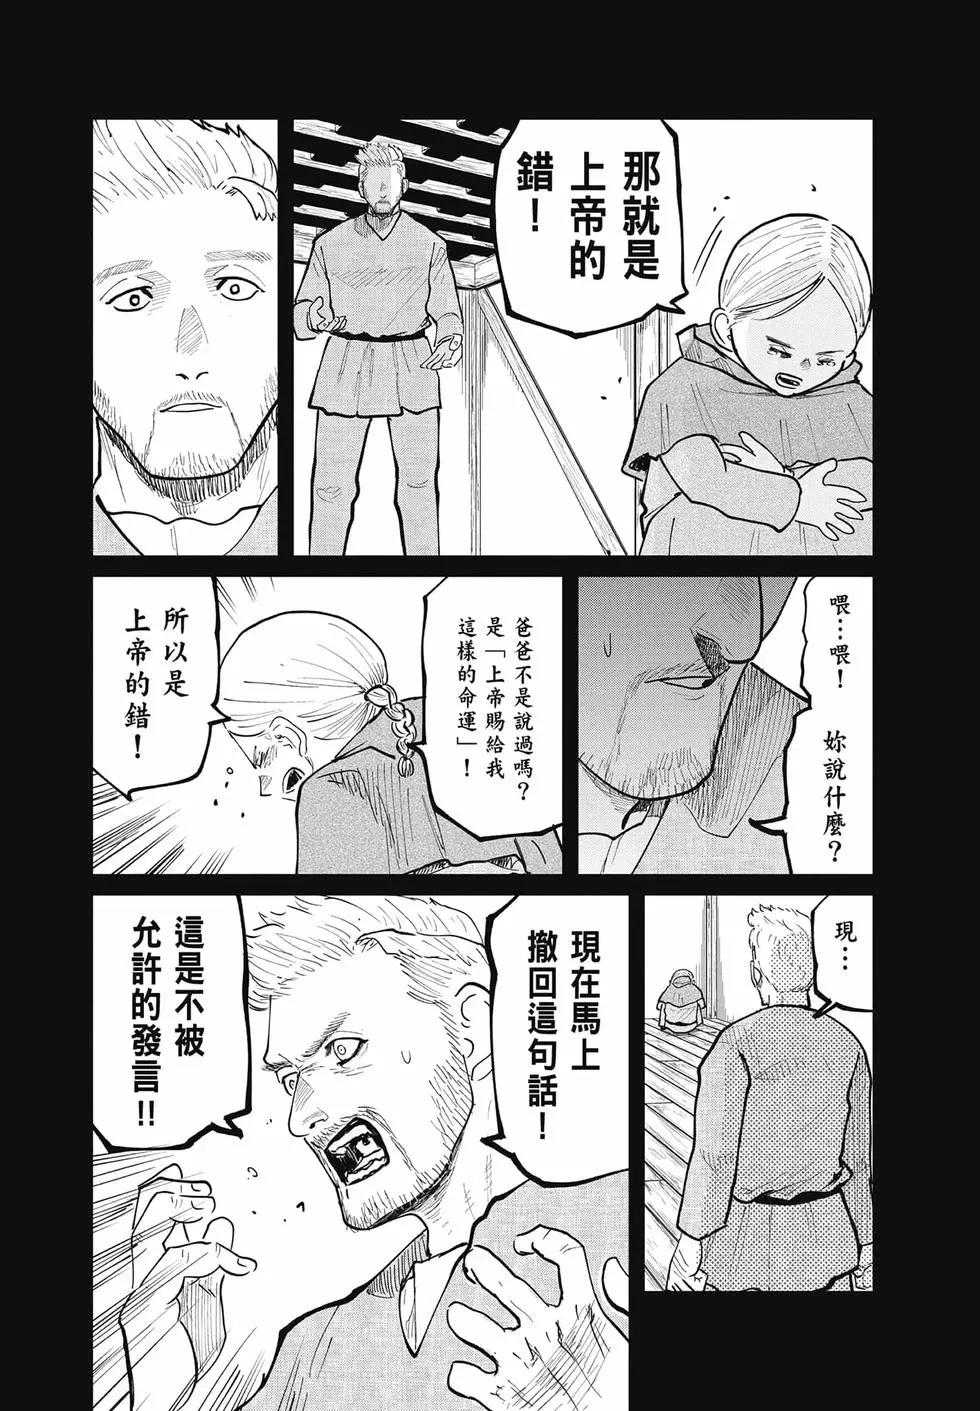 那就是
上帝的
錯！
喂…喂！
妳說什麼？
爸爸不是說過嗎？
是「上帝賜給我
這樣的命運」！
所以是
上帝的錯！
現…
現在馬上
撤回這句話！
這是不被
允許的發言!!